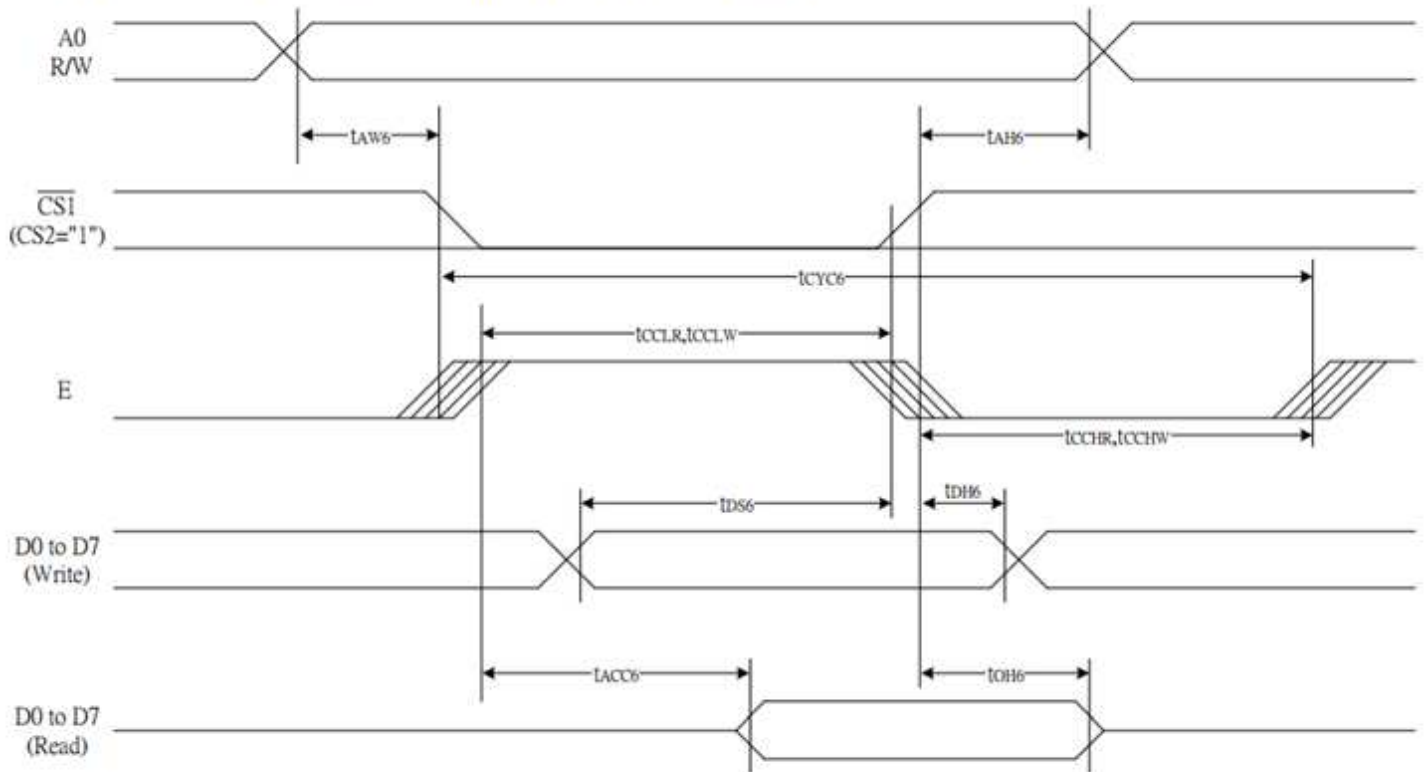 A0
R/W
tAW6
tAH6
CS1
(CS2="1")
tCYC6
tCCLR,tCCLW
E
tCCHR,tCCHW
tDS6
tDH6
D0 to D7
(Write)
tACC6
tOH6
D0 to D7
(Read)